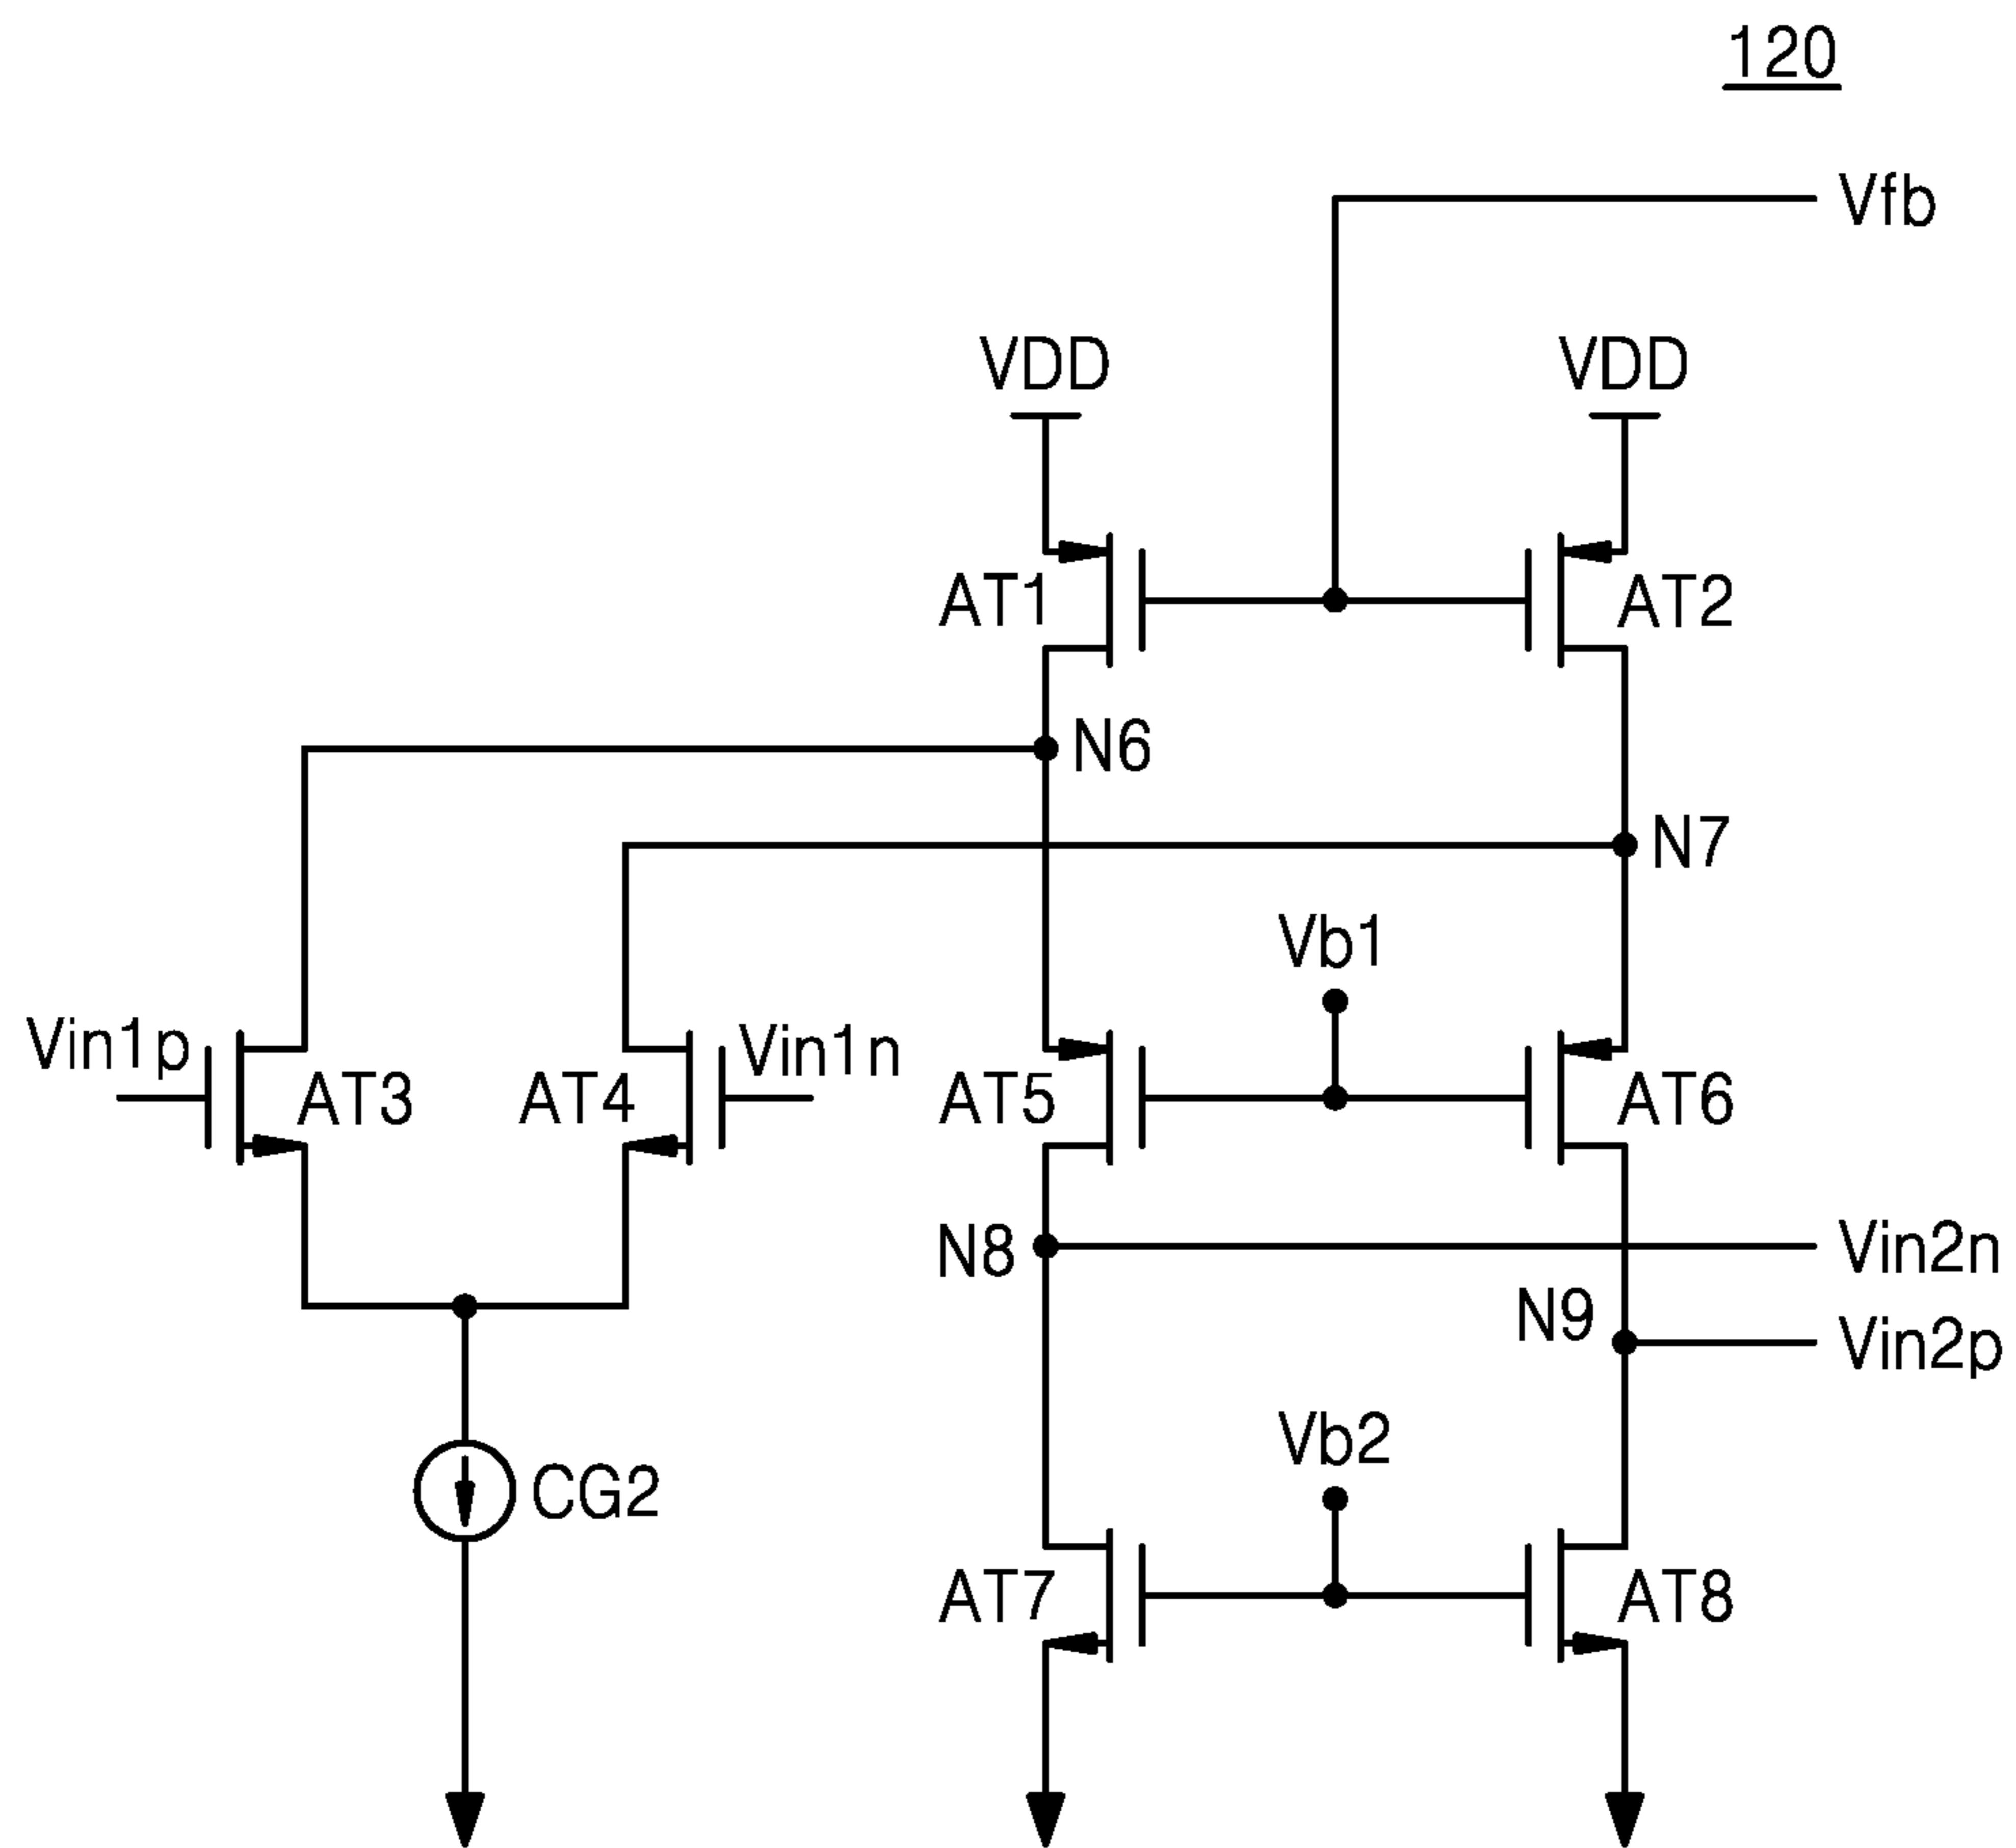 120
Vfb
VDD VDD
AT1 AT2
N6
N7
Vb1
Vin1p Vin1n
AT3 AT4 AT5 AT6
N8 Vin2n
N9 Vin2p
Vb2
CG2
AT7 AT8